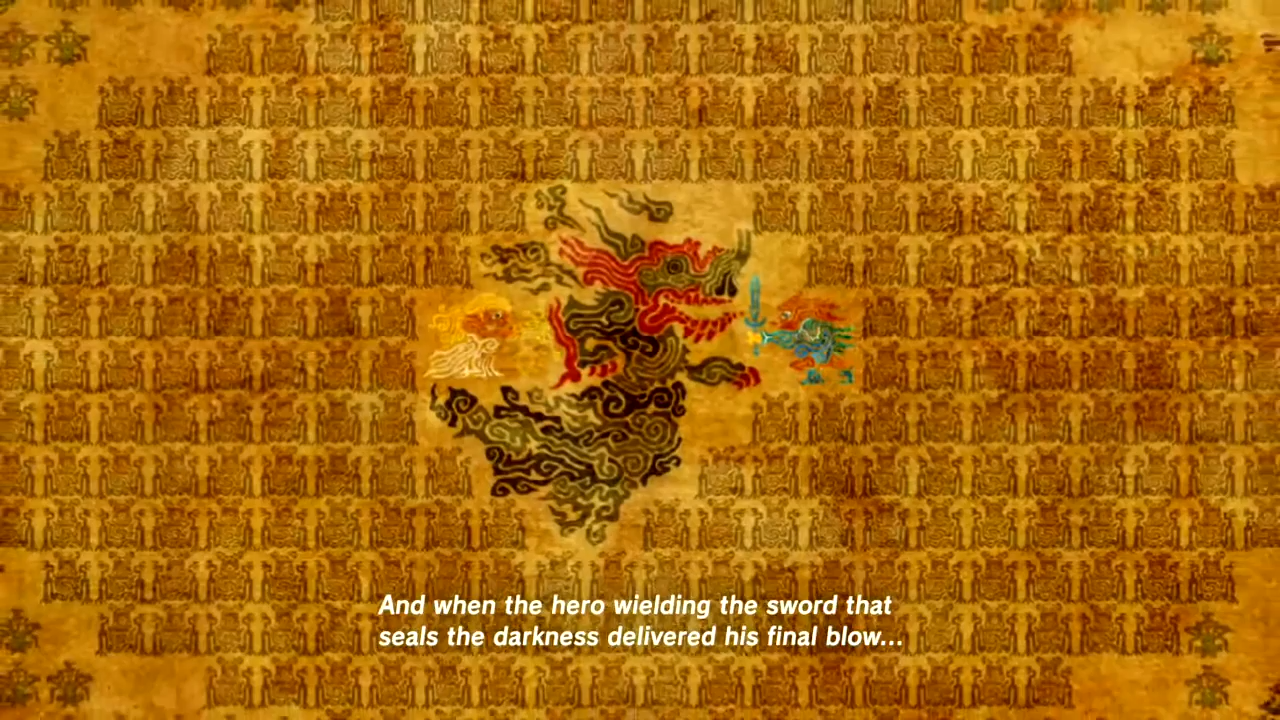 And when the hero wielding the sword that
seals the darkness delivered his final blow...